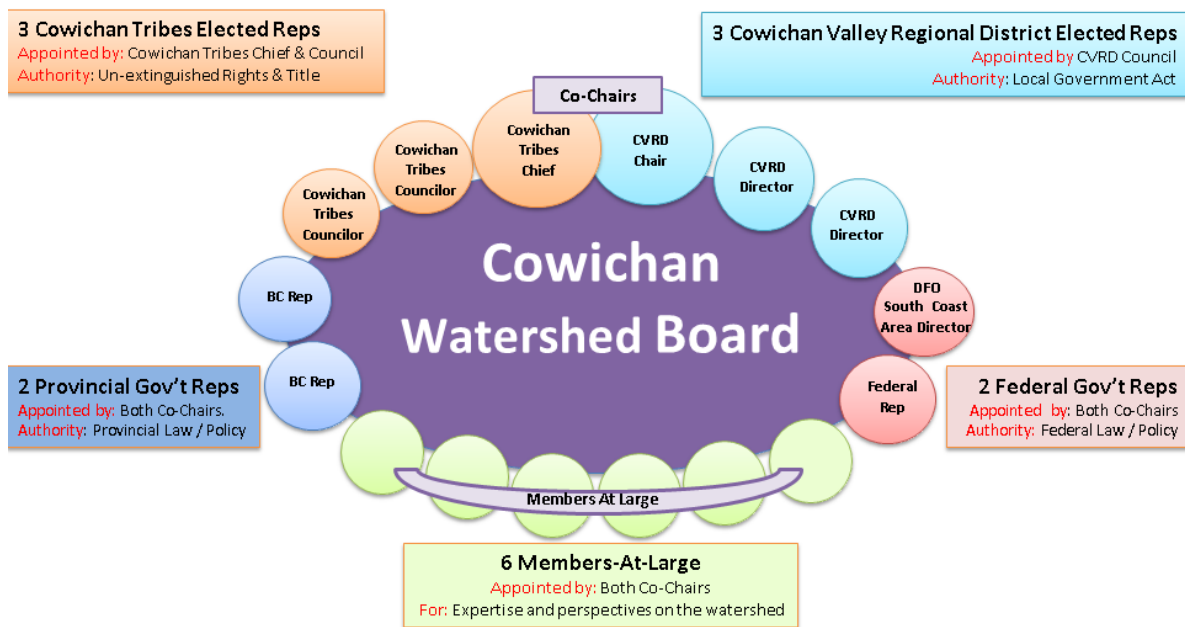 3 Cowichan Tribes Elected Reps
Appointed by: Cowichan Tribes Chief & Council
Authority: Un-extinguished Rights & Title
3 Cowichan Valley Regional District Elected Reps
Appointed by CVRD Council
Authority: Local Government Act
Co-Chairs
Cowichan
Tribes
Chief
CVRD
Chair
Cowichan
Tribes
Councilor
CVRD
Director
Cowichan
Tribes
Councilor
CVRD
Director
BC Rep
DFO
South Coast
Area Director
Cowichan
Watershed Board
BC Rep
Federal
Rep
2 Provincial Gov't Reps
Appointed by: Both Co-Chairs.
Authority: Provincial Law / Policy
2 Federal Gov't Reps
Appointed by: Both Co-Chairs
Authority: Federal Law / Policy
Members At Large
6 Members-At-Large
Appointed by: Both Co-Chairs
For: Expertise and perspectives on the watershed